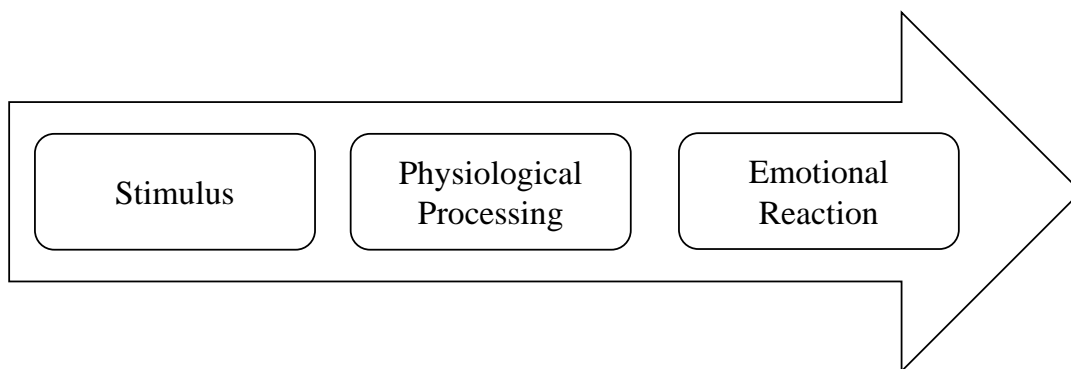 Stimulus
Physiological
Processing
Emotional
Reaction